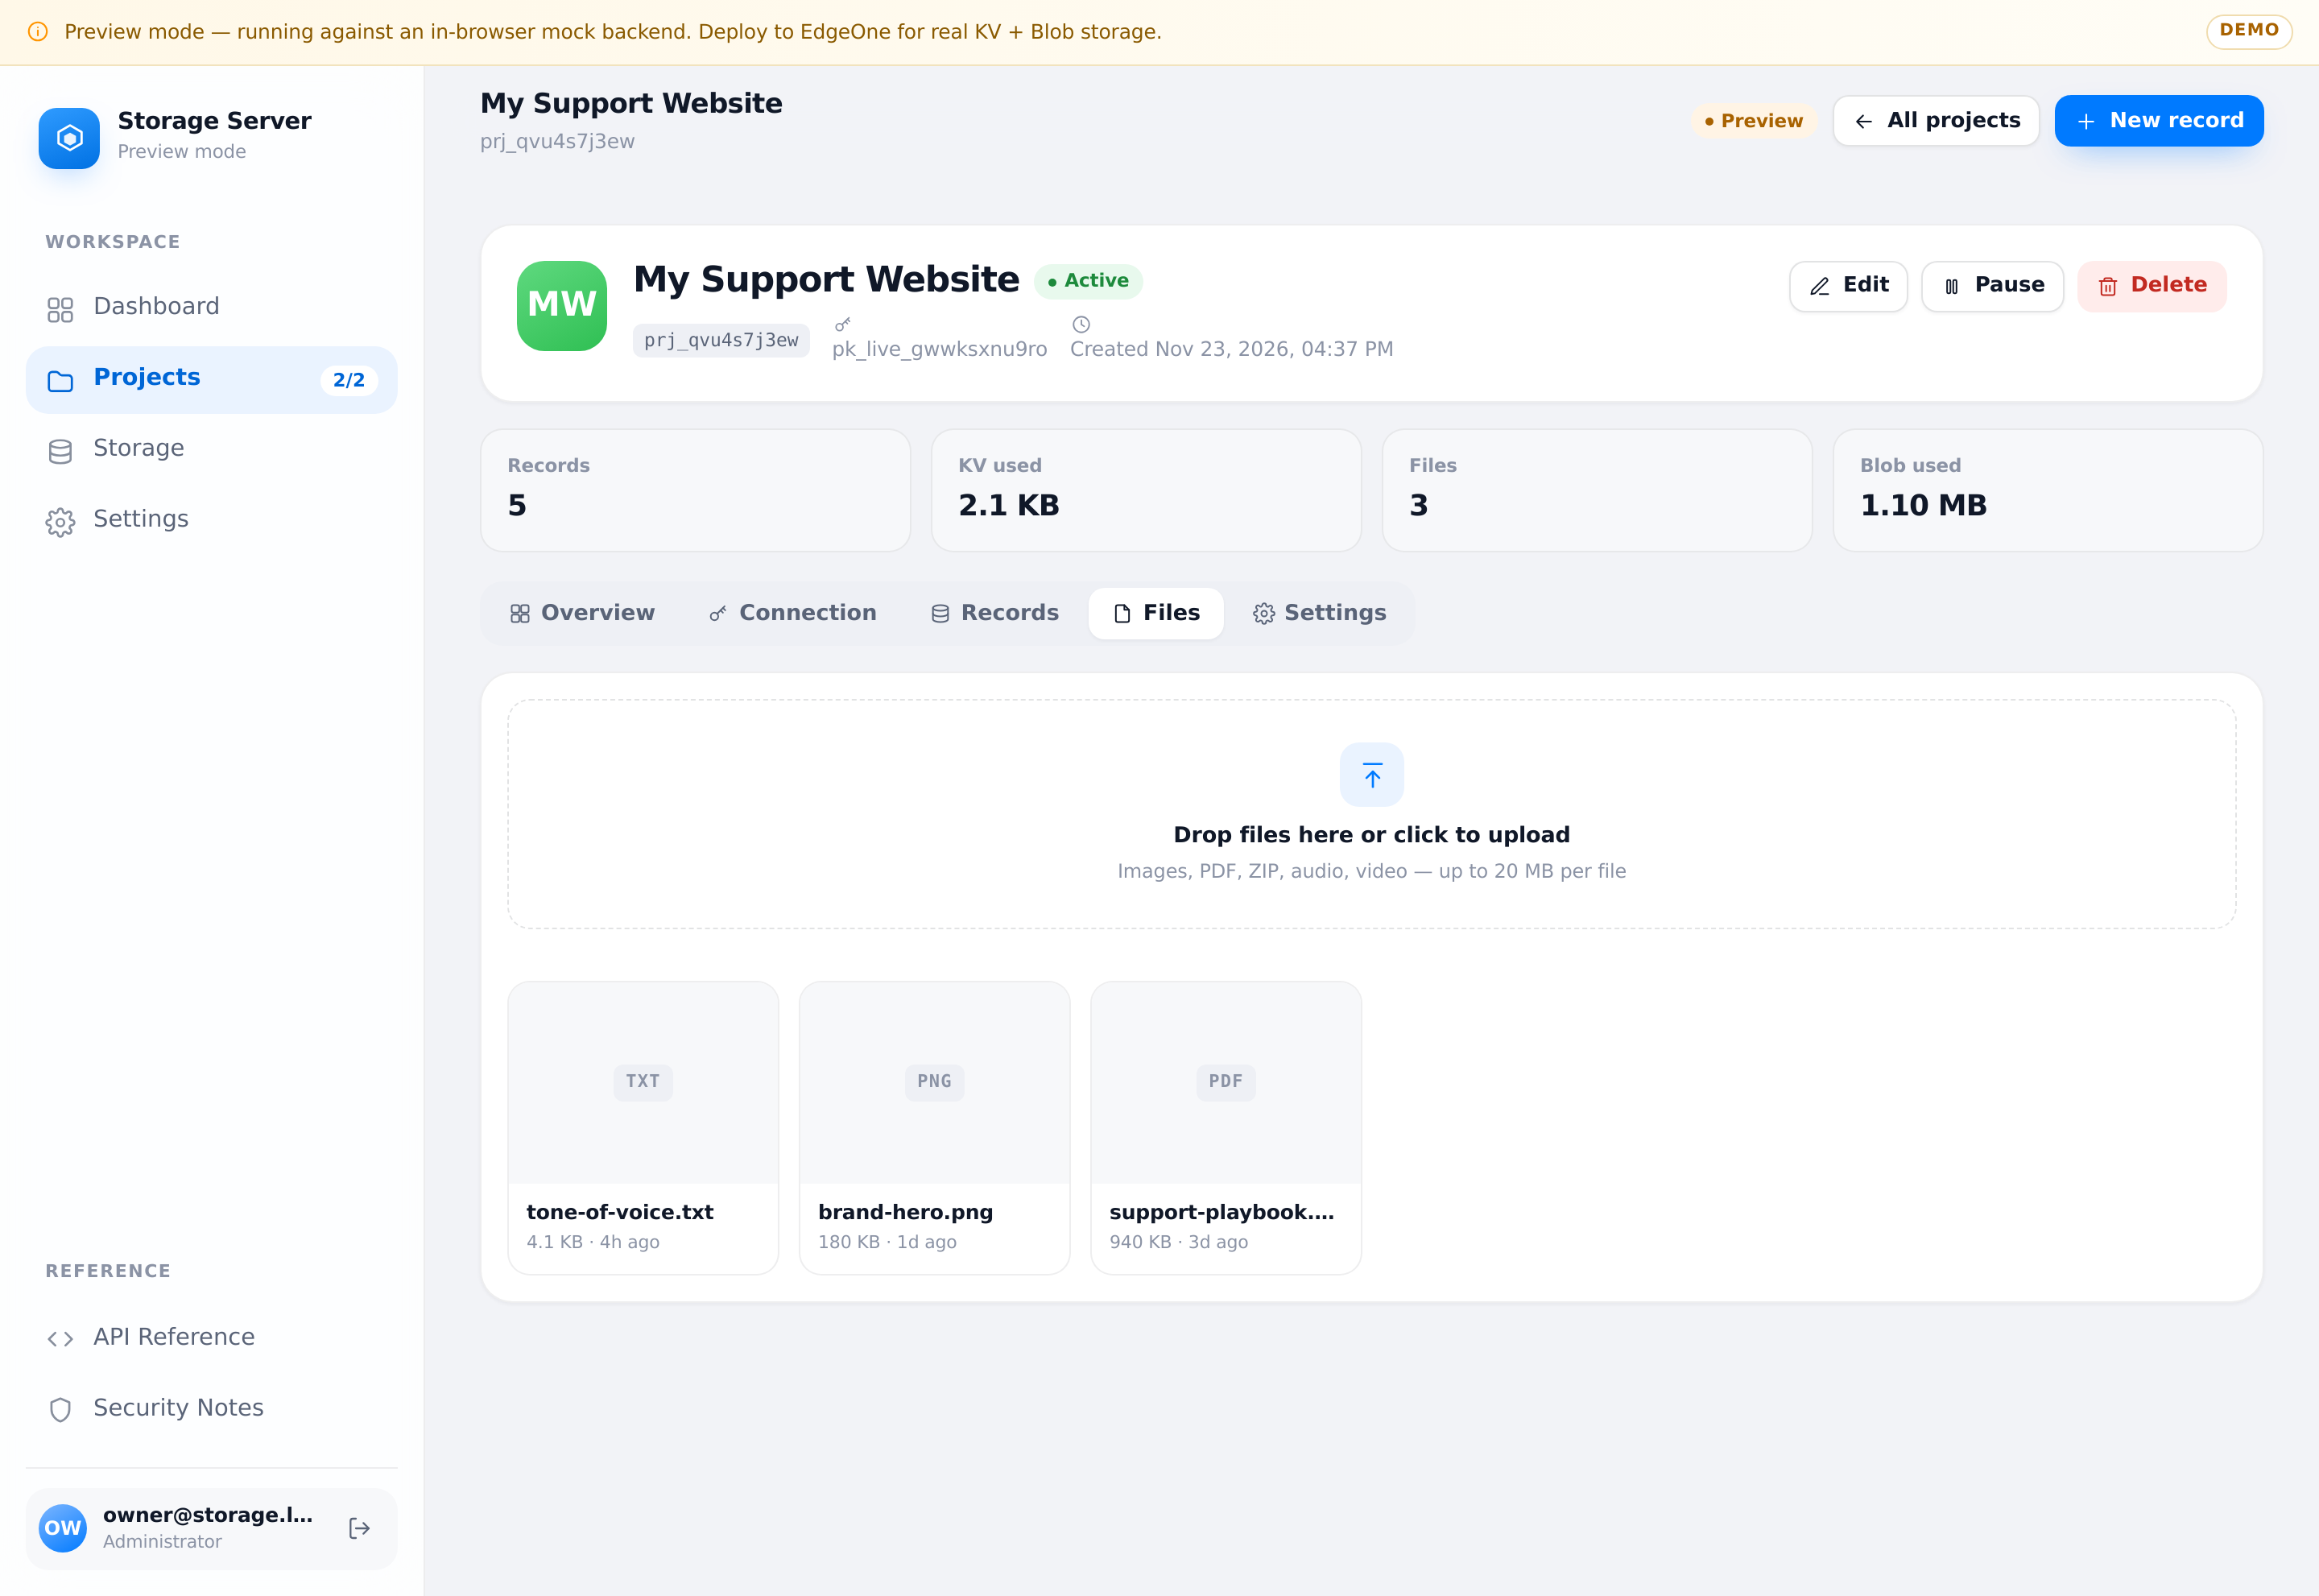 Preview mode — running against an in-browser mock backend. Deploy to EdgeOne for real KV + Blob storage.
DEMO
Storage Server
Preview mode
WORKSPACE
Dashboard
Projects
2/2
Storage
Settings
REFERENCE
API Reference
Security Notes
OW
owner@storage.l...
Administrator
My Support Website
prj_qvu4s7j3ew
Preview
All projects
New record
MW
My Support Website
Active
prj_qvu4s7j3ew
pk_live_gwwksxnu9ro
Created Nov 23, 2026, 04:37 PM
Edit
Pause
Delete
Records
5
KV used
2.1 KB
Files
3
Blob used
1.10 MB
Overview
Connection
Records
Files
Settings
Drop files here or click to upload
Images, PDF, ZIP, audio, video — up to 20 MB per file
TXT
tone-of-voice.txt
4.1 KB · 4h ago
PNG
brand-hero.png
180 KB · 1d ago
PDF
support-playbook....
940 KB · 3d ago